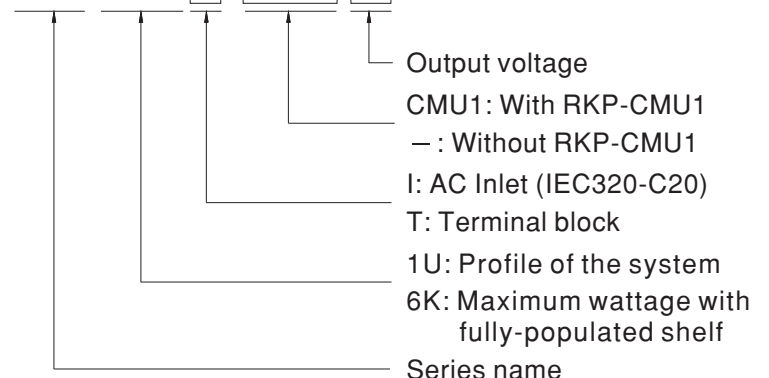 Output voltage
CMU1: With RKP-CMU1
– : Without RKP-CMU1
I: AC Inlet (IEC320-C20)
T: Terminal block
1U: Profile of the system
6K: Maximum wattage with
fully-populated shelf
Series name